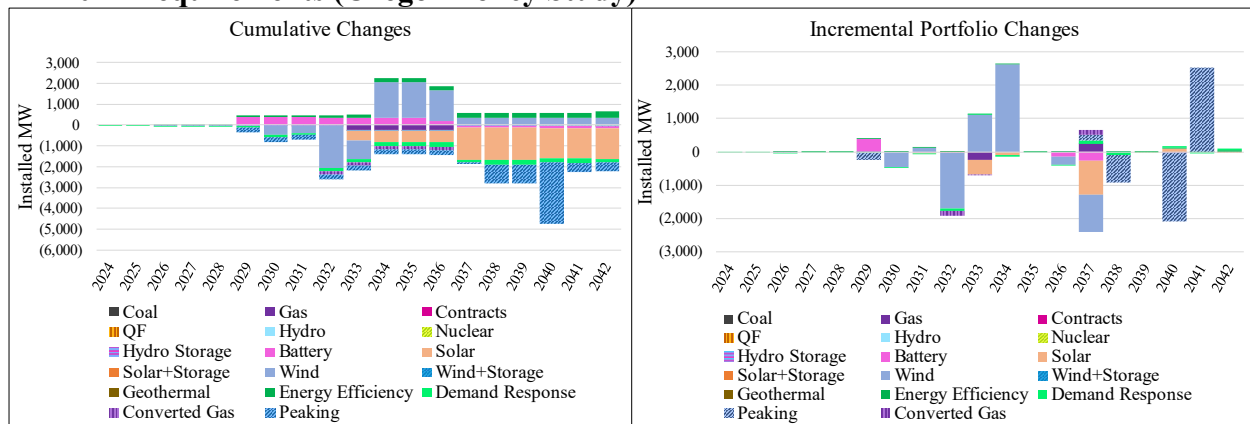 Requirements (Oregon Policy Study)
Cumulative Changes
Installed MW
3,000
2,000
1,000
0
(1,000)
(2,000)
(3,000)
(4,000)
(5,000)
(6,000)
2024 2025 2026 2027 2028 2029 2030 2031 2032 2033 2034 2035 2036 2037 2038 2039 2040 2041 2042
Coal Gas Contracts
QF Hydro Nuclear
Hydro Storage Battery Solar
Solar+Storage Wind Wind+Storage
Geothermal Energy Efficiency Demand Response
Converted Gas Peaking
Incremental Portfolio Changes
Installed MW
3,000
2,000
1,000
0
(1,000)
(2,000)
(3,000)
2024 2025 2026 2027 2028 2029 2030 2031 2032 2033 2034 2035 2036 2037 2038 2039 2040 2041 2042
Coal Gas Contracts
QF Hydro Nuclear
Hydro Storage Battery Solar
Solar+Storage Wind Wind+Storage
Geothermal Energy Efficiency Demand Response
Peaking Converted Gas